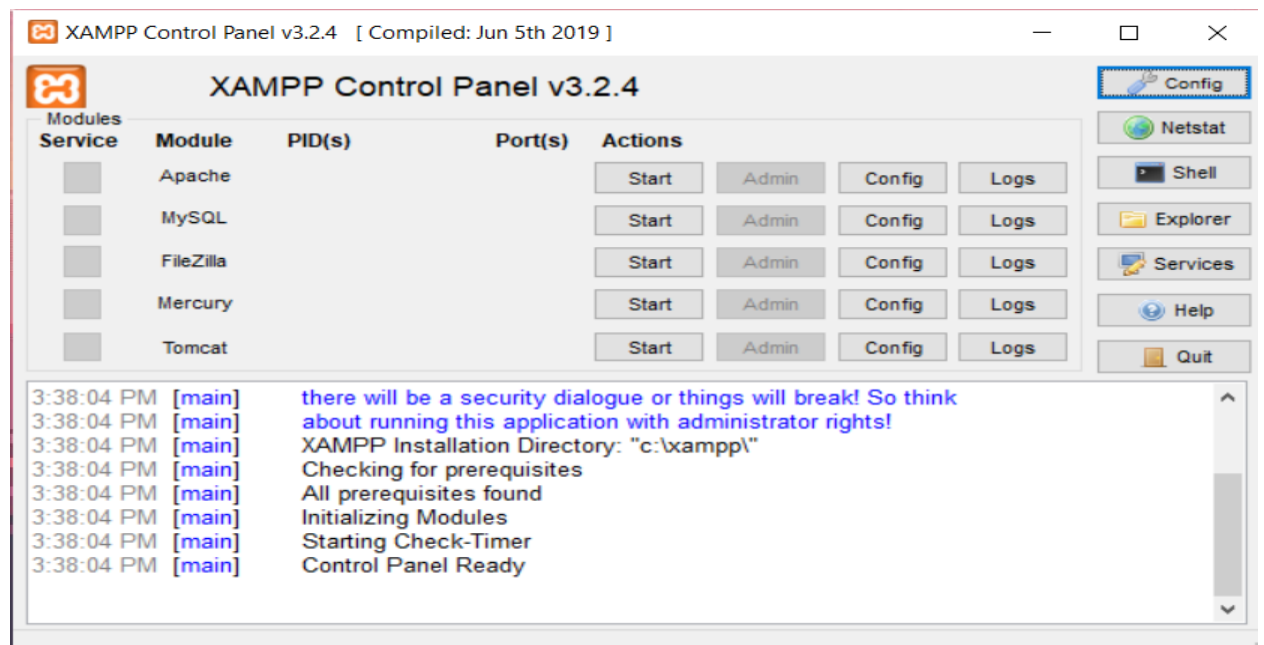 XAMPP Control Panel v3.2.4 [ Compiled: Jun 5th 2019 ]
XAMPP Control Panel v3.2.4
Config
Modules
Service Module PID(s) Port(s) Actions
Netstat
Apache Start Admin Config Logs
Shell
MySQL Start Admin Config Logs
Explorer
FileZilla Start Admin Config Logs
Services
Mercury Start Admin Config Logs
Help
Tomcat Start Admin Config Logs
Quit
3:38:04 PM [main] there will be a security dialogue or things will break! So think
3:38:04 PM [main] about running this application with administrator rights!
3:38:04 PM [main] XAMPP Installation Directory: "c:\xampp\"
3:38:04 PM [main] Checking for prerequisites
3:38:04 PM [main] All prerequisites found
3:38:04 PM [main] Initializing Modules
3:38:04 PM [main] Starting Check-Timer
3:38:04 PM [main] Control Panel Ready